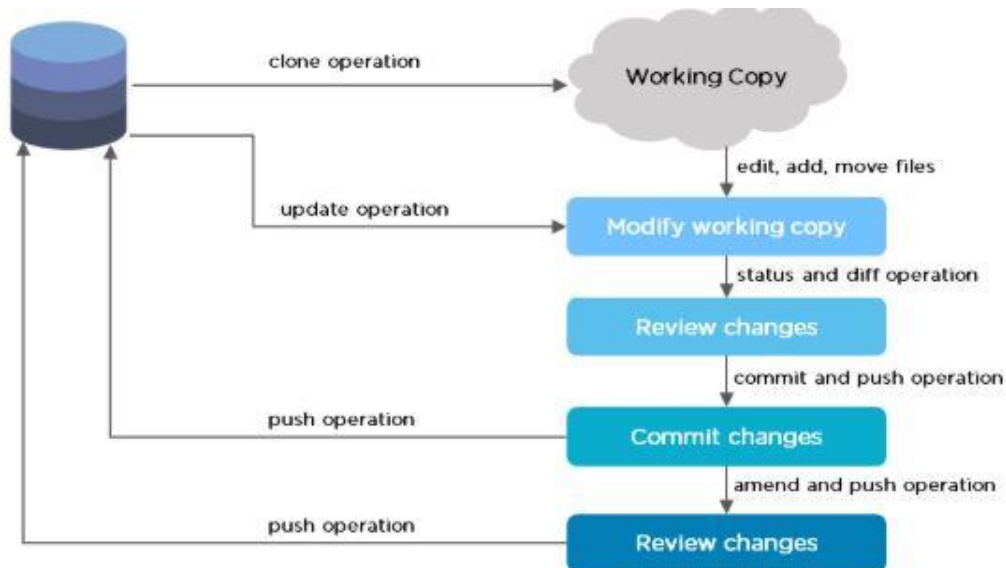 clone operation
Working Copy
edit, add, move files
update operation
Modify working copy
status and diff operation
Review changes
commit and push operation
push operation
Commit changes
amend and push operation
push operation
Review changes